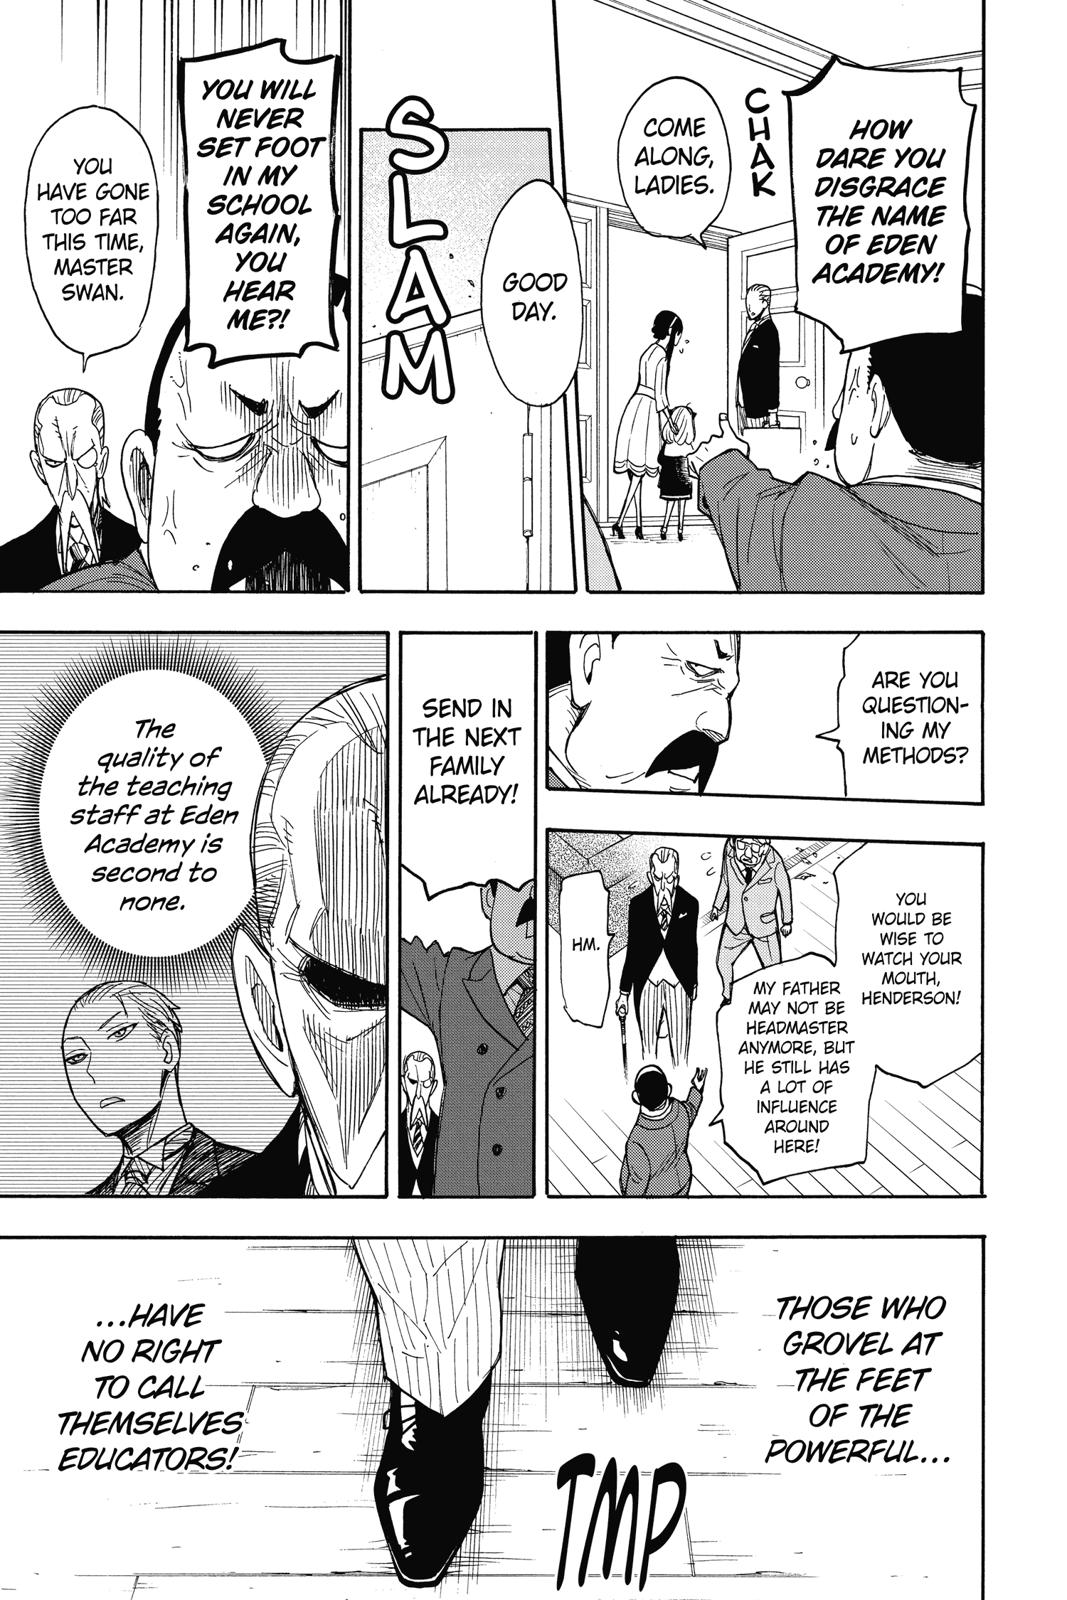 HOW
DARE YOU
DISGRACE
THE NAME
OF EDEN
ACADEMY!
CHAK
COME
ALONG,
LADIES.
GOOD
DAY.
SLAM
YOU WILL
NEVER
SET FOOT
IN MY
SCHOOL
AGAIN,
YOU
HEAR
ME?!
YOU
HAVE GONE
TOO FAR
THIS TIME,
MASTER
SWAN.
ARE YOU
QUESTION-
ING MY
METHODS?
YOU
WOULD BE
WISE TO
WATCH YOUR
MOUTH,
HENDERSON!
MY FATHER
MAY NOT BE
HEADMASTER
ANYMORE, BUT
HE STILL HAS
A LOT OF
INFLUENCE
AROUND
HERE!
HM.
SEND IN
THE NEXT
FAMILY
ALREADY!
The
quality of
the teaching
staff at Eden
Academy is
second to
none.
THOSE WHO
GROVEL AT
THE FEET
OF THE
POWERFUL...
TMP
...HAVE
NO RIGHT
TO CALL
THEMSELVES
EDUCATORS!